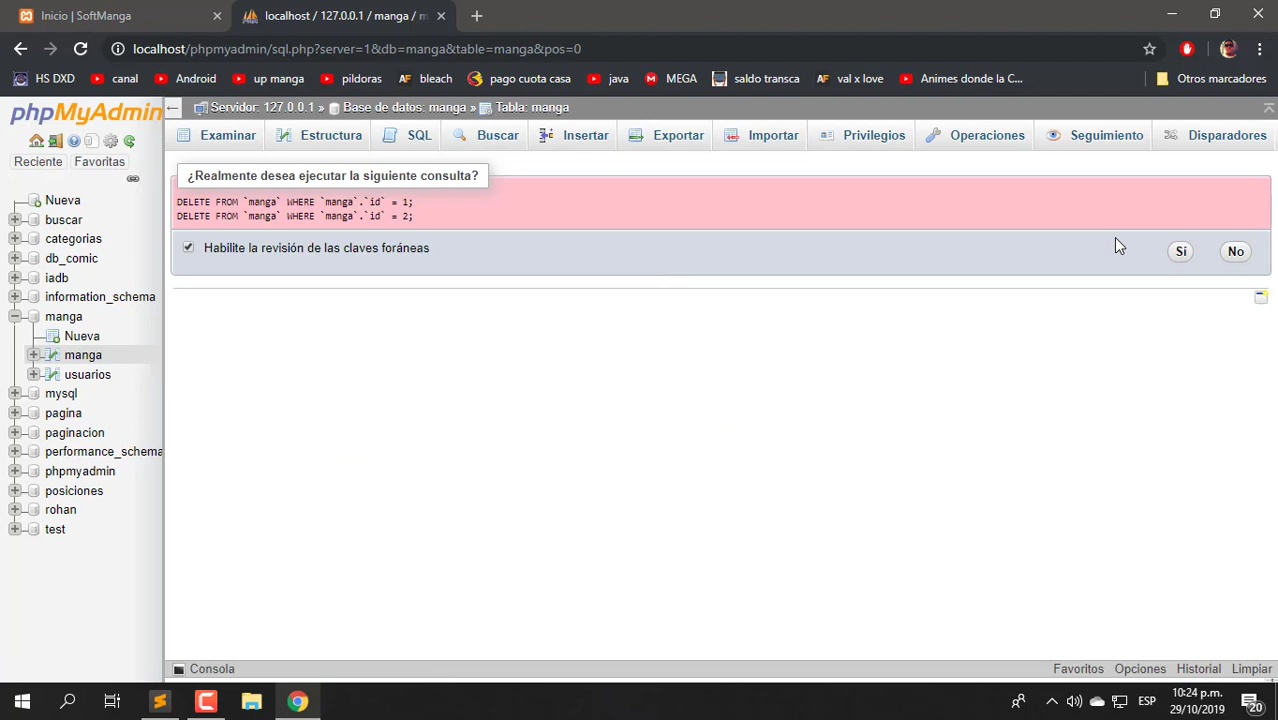 Inicio | SoftManga
localhost / 127.0.0.1 / manga / m
localhost/phpmyadmin/sql.php?server=1&db=manga&table=manga&pos=0
HS DXD
canal
Android
up manga
pildoras
bleach
pago cuota casa
java
MEGA
saldo transca
val x love
Animes donde la C...
Otros marcadores
phpMyAdmin
Reciente
Favoritas
Nueva
buscar
categorias
db_comic
iadb
information_schema
manga
Nueva
manga
usuarios
mysql
pagina
paginacion
performance_schema
phpmyadmin
posiciones
rohan
test
Servidor: 127.0.0.1 » Base de datos: manga » Tabla: manga
Examinar
Estructura
SQL
Buscar
Insertar
Exportar
Importar
Privilegios
Operaciones
Seguimiento
Disparadores
¿Realmente desea ejecutar la siguiente consulta?
DELETE FROM `manga` WHERE `manga`.`id` = 1;
DELETE FROM `manga` WHERE `manga`.`id` = 2;
Habilite la revisión de las claves foráneas
Sí
No
Consola
Favoritos
Opciones
Historial
Limpiar
ESP
10:24 p.m.
29/10/2019
20